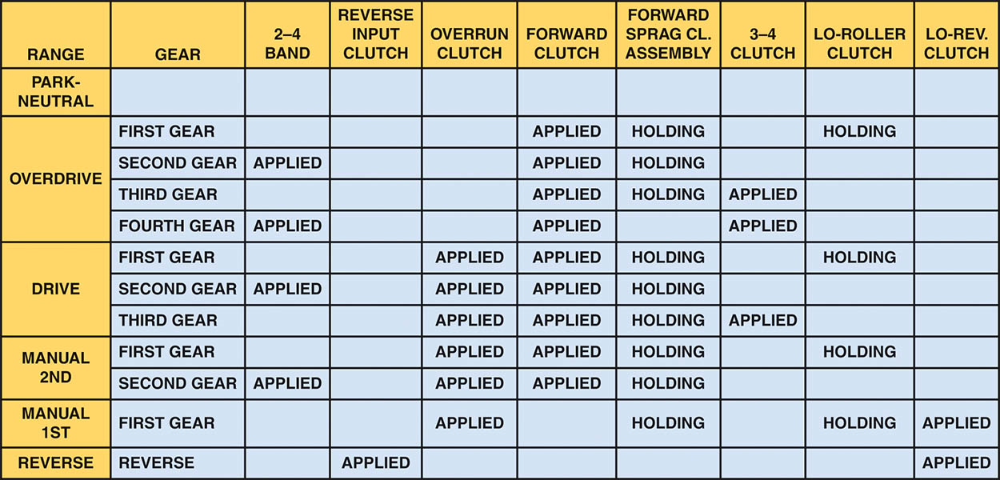 RANGE
GEAR
2–4
BAND
REVERSE
INPUT
CLUTCH
OVERRUN
CLUTCH
FORWARD
CLUTCH
FORWARD
SPRAG CL.
ASSEMBLY
3–4
CLUTCH
LO-ROLLER
CLUTCH
LO-REV.
CLUTCH
PARK-
NEUTRAL
OVERDRIVE
FIRST GEAR APPLIED HOLDING HOLDING
SECOND GEAR APPLIED APPLIED HOLDING
THIRD GEAR APPLIED HOLDING APPLIED
FOURTH GEAR APPLIED APPLIED APPLIED
DRIVE
FIRST GEAR APPLIED APPLIED HOLDING HOLDING
SECOND GEAR APPLIED APPLIED APPLIED HOLDING
THIRD GEAR APPLIED APPLIED HOLDING APPLIED
MANUAL
2ND
FIRST GEAR APPLIED APPLIED HOLDING HOLDING
SECOND GEAR APPLIED APPLIED APPLIED HOLDING
MANUAL
1ST
FIRST GEAR APPLIED HOLDING HOLDING APPLIED
REVERSE REVERSE APPLIED APPLIED